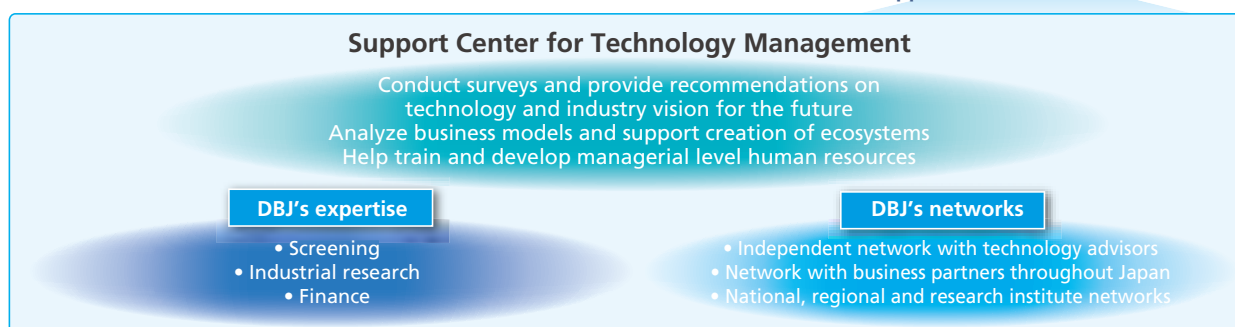 Support Center for Technology Management
Conduct surveys and provide recommendations on
technology and industry vision for the future
Analyze business models and support creation of ecosystems
Help train and develop managerial level human resources
DBJ's expertise
• Screening
• Industrial research
• Finance
DBJ's networks
• Independent network with technology advisors
• Network with business partners throughout Japan
• National, regional and research institute networks